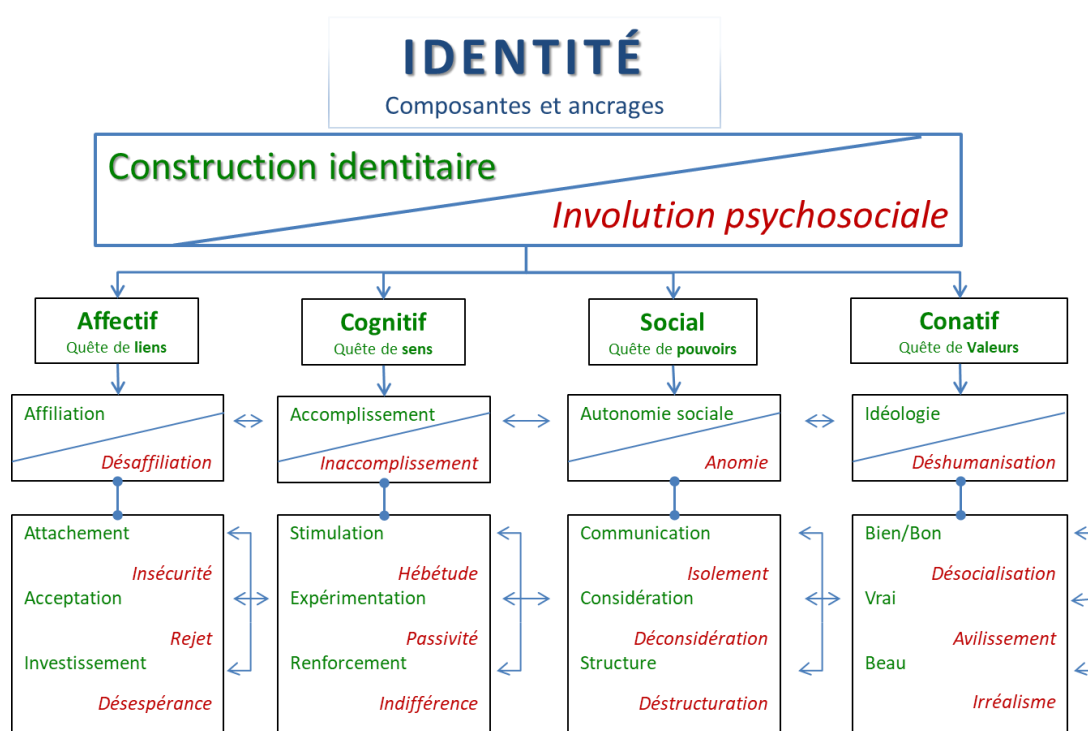 IDENTITÉ
Composantes et ancrages
Construction identitaire
Involution psychosociale
Affectif
Quête de liens
Cognitif
Quête de sens
Social
Quête de pouvoirs
Conatif
Quête de Valeurs
Affiliation
Désaffiliation
Accomplissement
Inaccomplissement
Autonomie sociale
Anomie
Idéologie
Déshumanisation
Attachement
Insécurité
Acceptation
Rejet
Investissement
Désespérance
Stimulation
Hébétude
Expérimentation
Passivité
Renforcement
Indifférence
Communication
Isolement
Considération
Déconsidération
Structure
Déstructuration
Bien/Bon
Désocialisation
Vrai
Avilissement
Beau
Irréalisme